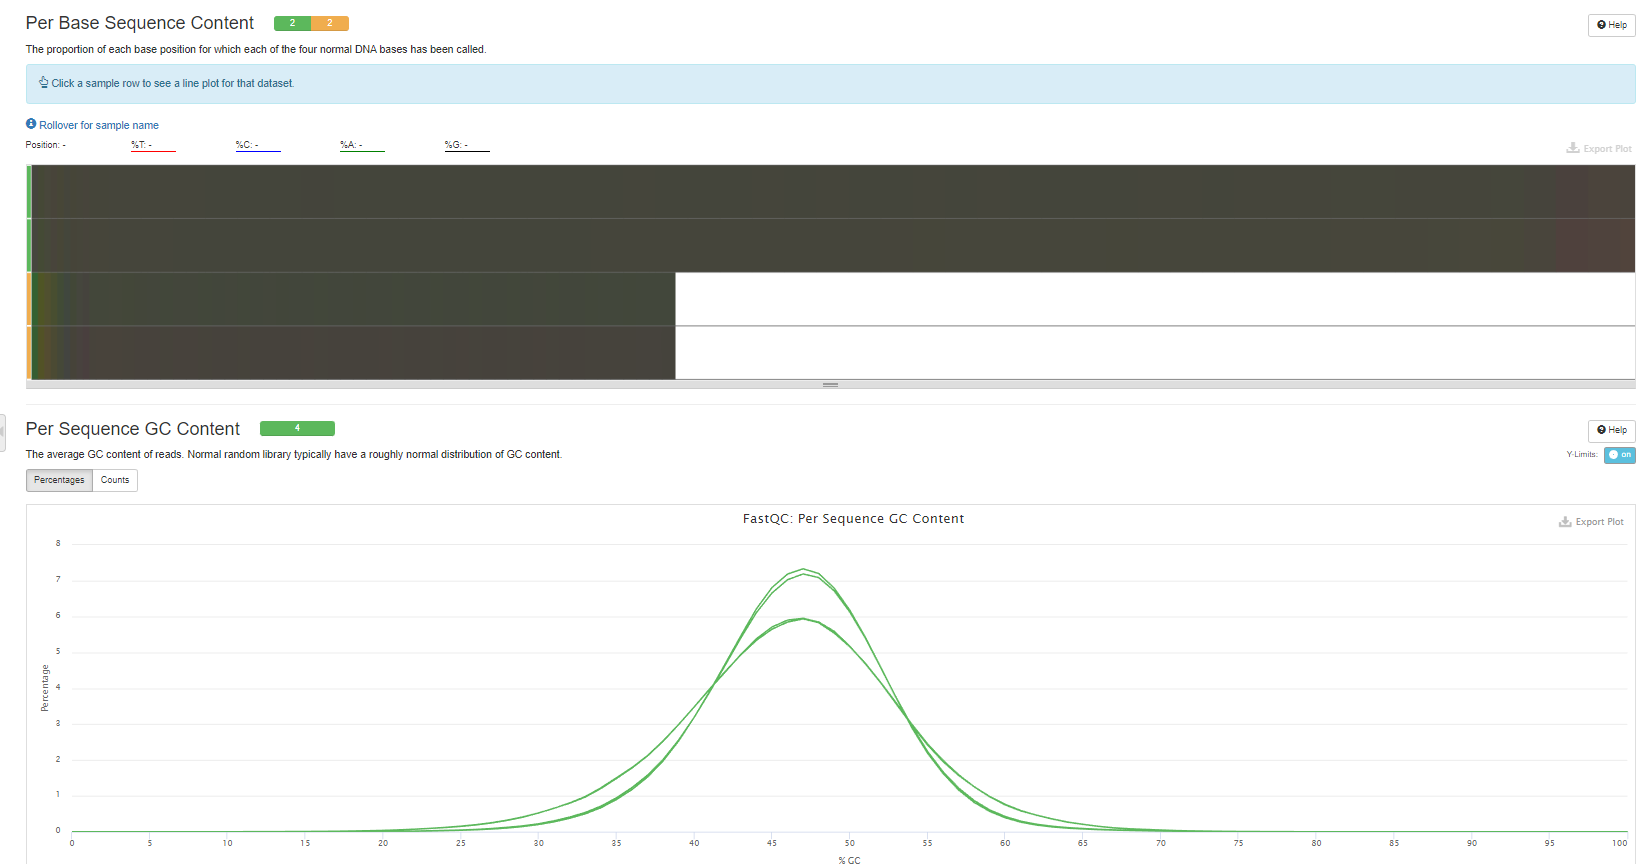 Per Base Sequence Content 2 2
Help
The proportion of each base position for which each of the four normal DNA bases has been called.
Click a sample row to see a line plot for that dataset.
Rollover for sample name
Position: - %T: - %C: - %A: - %G: -
Export Plot
Per Sequence GC Content 4
Help
The average GC content of reads. Normal random library typically have a roughly normal distribution of GC content.
Y-Limits: on
Percentages Counts
FastQC: Per Sequence GC Content
Export Plot
8
7
6
5
4
3
2
1
0
Percentage
0 5 10 15 20 25 30 35 40 45 50 55 60 65 70 75 80 85 90 95 100
% GC